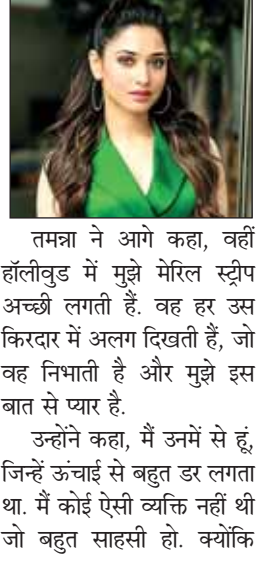 तमन्ना ने आगे कहा, वहीं
हॉलीवुड में मुझे मेरिल स्ट्रीप
अच्छी लगती हैं. वह हर उस
किरदार में अलग दिखती हैं, जो
वह निभाती है और मुझे इस
बात से प्यार है.
उन्होंने कहा, मैं उनमें से हूं,
जिन्हें ऊंचाई से बहुत डर लगता
था. मैं कोई ऐसी व्यक्ति नहीं थी
जो बहुत साहसी हो. क्योंकि